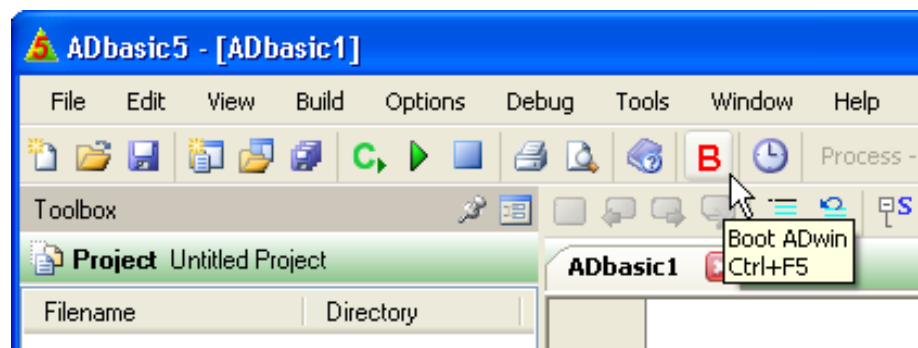 5 ADbasic5 - [ADbasic1]
File Edit View Build Options Debug Tools Window Help
C B Process -
Toolbox S
Boot ADwin
Ctrl+F5
Project Untitled Project
ADbasic1
Filename Directory